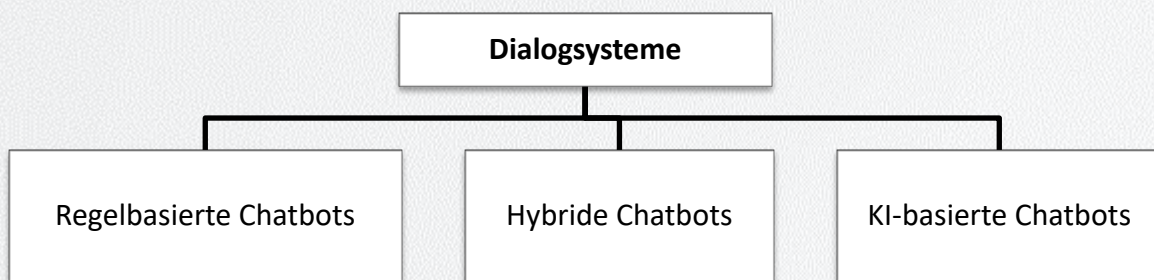 Dialogsysteme
Regelbasierte Chatbots
Hybride Chatbots
KI-basierte Chatbots